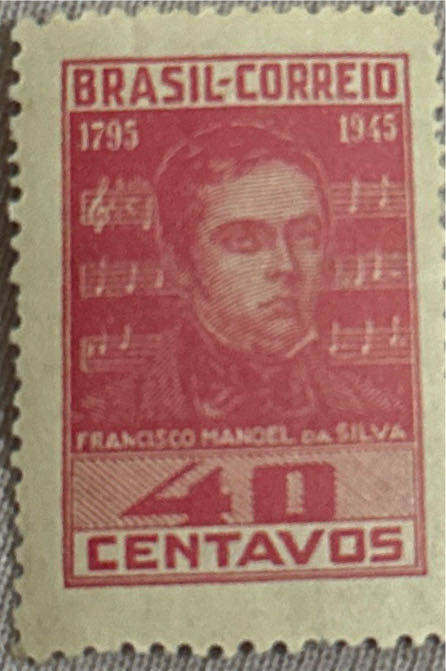 BRASIL-CORREIO
1795 1945
FRANCISCO MANOEL DA SILVA
40
CENTAVOS